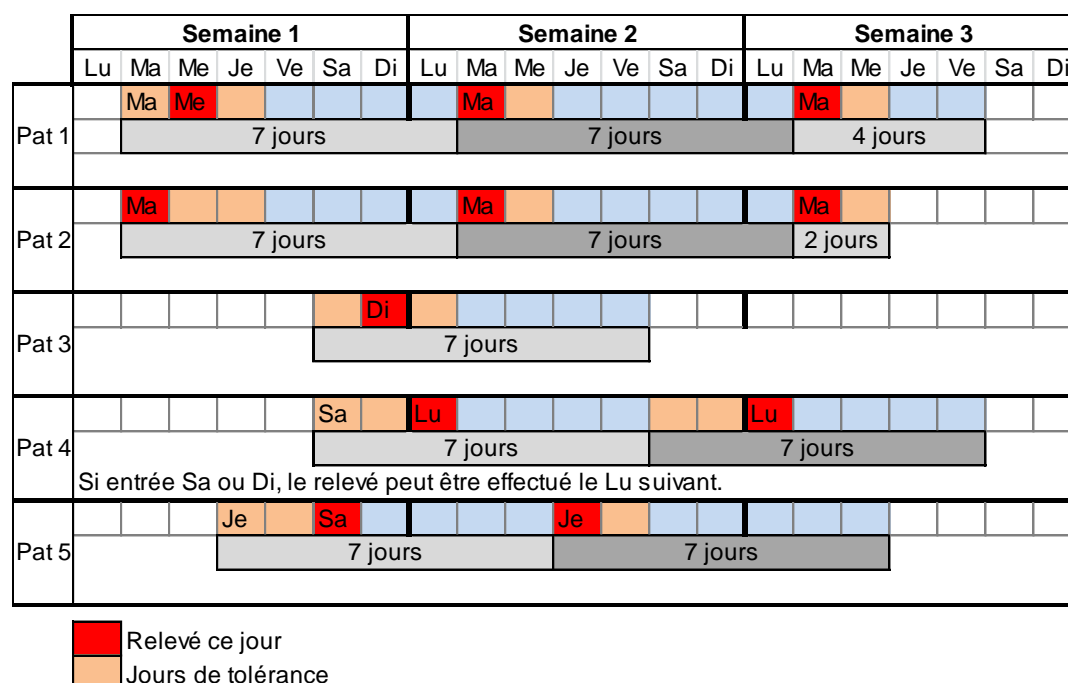 Semaine 1 Semaine 2 Semaine 3
Lu Ma Me Je Ve Sa Di Lu Ma Me Je Ve Sa Di Lu Ma Me Je Ve Sa Di
Ma Me Ma Ma
Pat 1 7 jours 7 jours 4 jours
Ma Ma Ma
Pat 2 7 jours 7 jours 2 jours
Di
Pat 3 7 jours
Sa Lu Lu
Pat 4 7 jours 7 jours
Si entrée Sa ou Di, le relevé peut être effectué le Lu suivant.
Je Sa Je
Pat 5 7 jours 7 jours
Relevé ce jour
Jours de tolérance